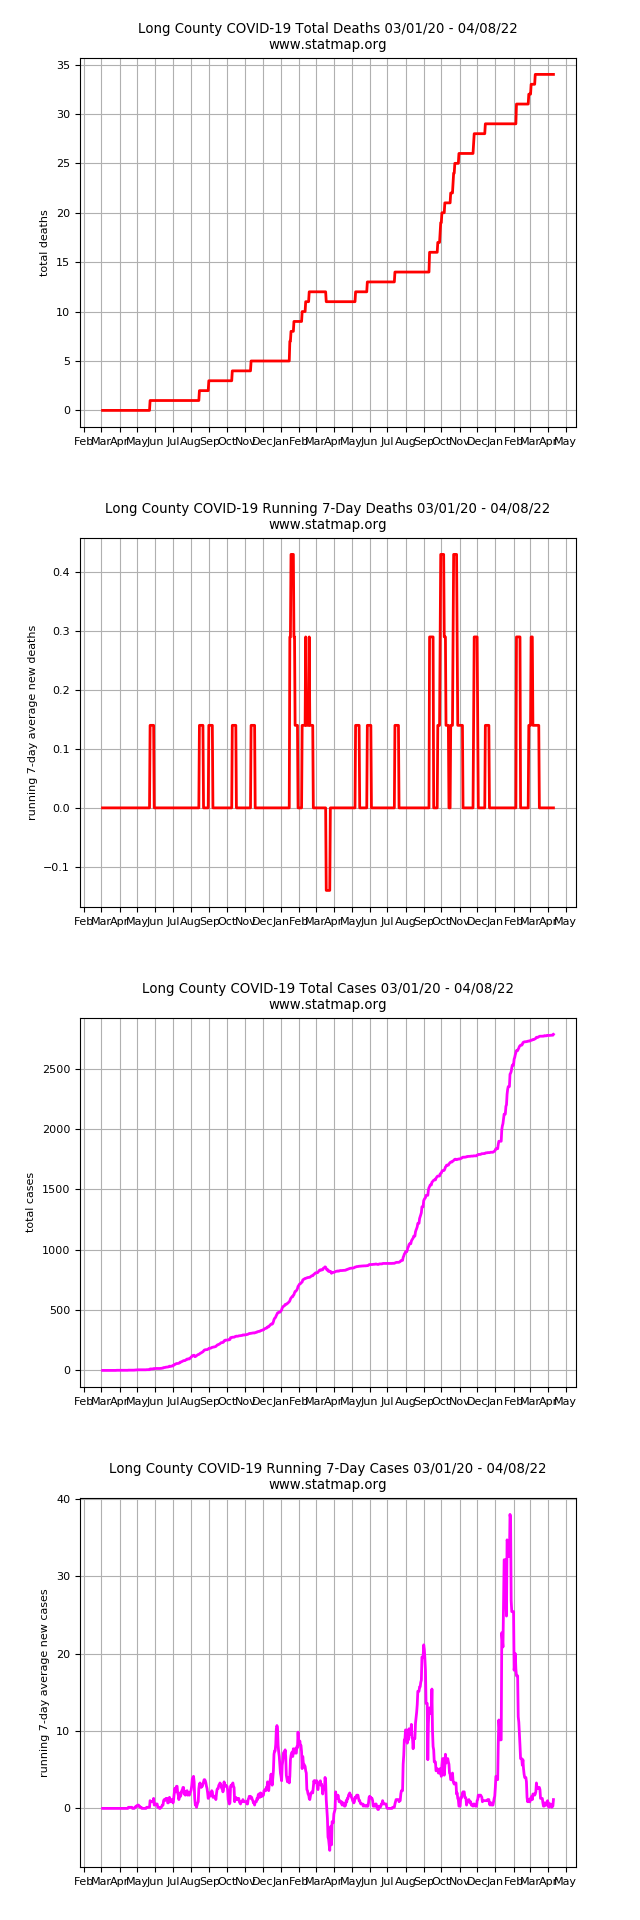 Long County COVID-19 Total Deaths 03/01/20 - 04/08/22
www.statmap.org
35
30
25
20
15
10
5
0
total deaths
Feb Mar Apr May Jun Jul Aug Sep Oct Nov Dec Jan Feb Mar Apr May Jun Jul Aug Sep Oct Nov Dec Jan Feb Mar Apr May
Long County COVID-19 Running 7-Day Deaths 03/01/20 - 04/08/22
www.statmap.org
0.4
0.3
0.2
0.1
0.0
−0.1
running 7-day average new deaths
Feb Mar Apr May Jun Jul Aug Sep Oct Nov Dec Jan Feb Mar Apr May Jun Jul Aug Sep Oct Nov Dec Jan Feb Mar Apr May
Long County COVID-19 Total Cases 03/01/20 - 04/08/22
www.statmap.org
2500
2000
1500
1000
500
0
total cases
Feb Mar Apr May Jun Jul Aug Sep Oct Nov Dec Jan Feb Mar Apr May Jun Jul Aug Sep Oct Nov Dec Jan Feb Mar Apr May
Long County COVID-19 Running 7-Day Cases 03/01/20 - 04/08/22
www.statmap.org
40
30
20
10
0
running 7-day average new cases
Feb Mar Apr May Jun Jul Aug Sep Oct Nov Dec Jan Feb Mar Apr May Jun Jul Aug Sep Oct Nov Dec Jan Feb Mar Apr May